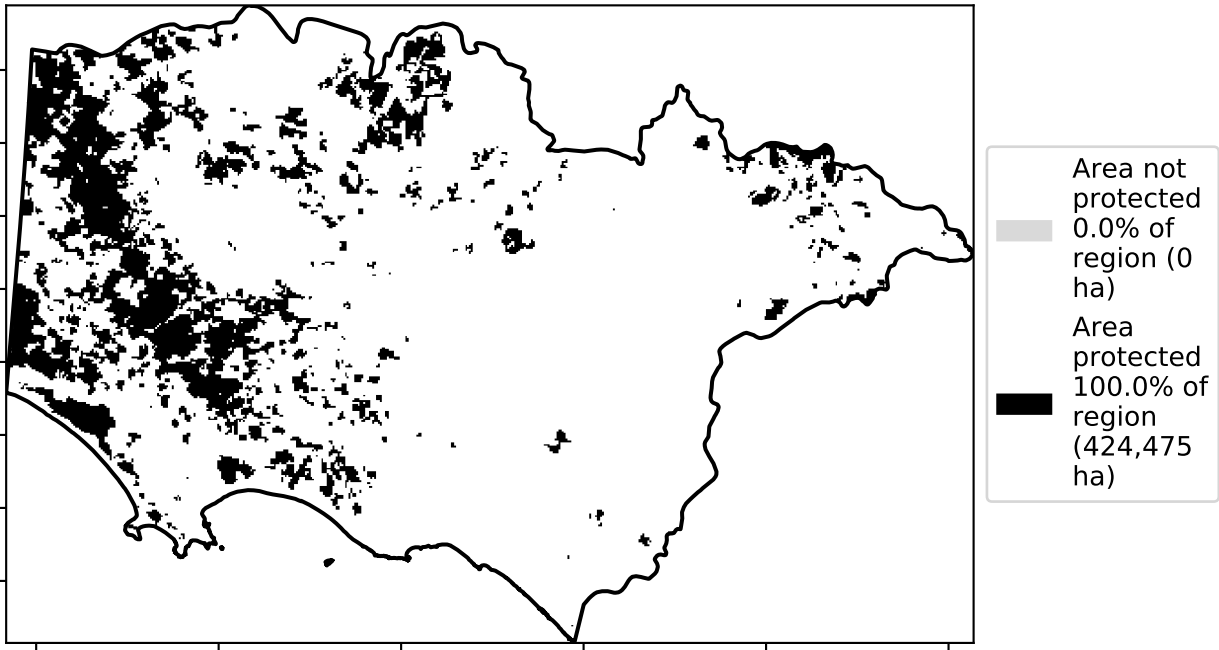 Area not
protected
0.0% of
region (0
ha)
Area
protected
100.0% of
region
(424,475
ha)